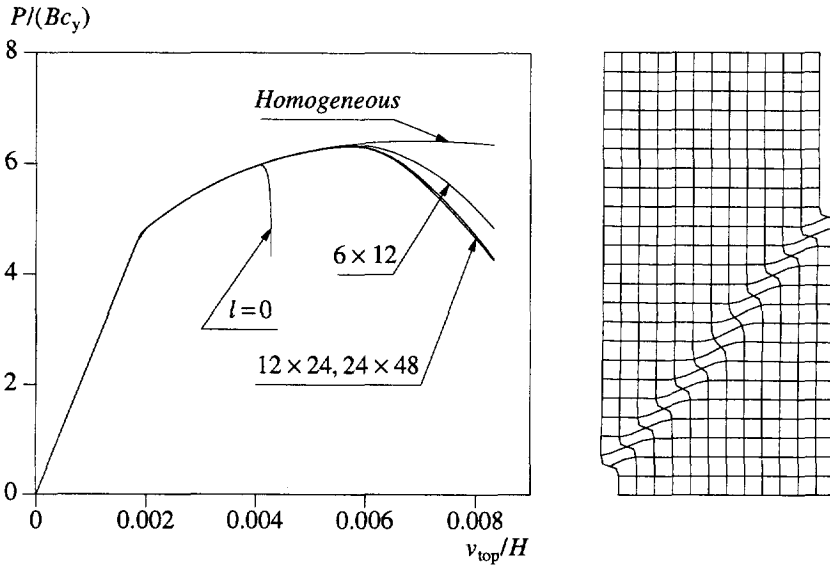 P/(Bc_y)
8
Homogeneous
6
6 × 12
4
l = 0
12 × 24, 24 × 48
2
0
0 0.002 0.004 0.006 0.008
v_top/H